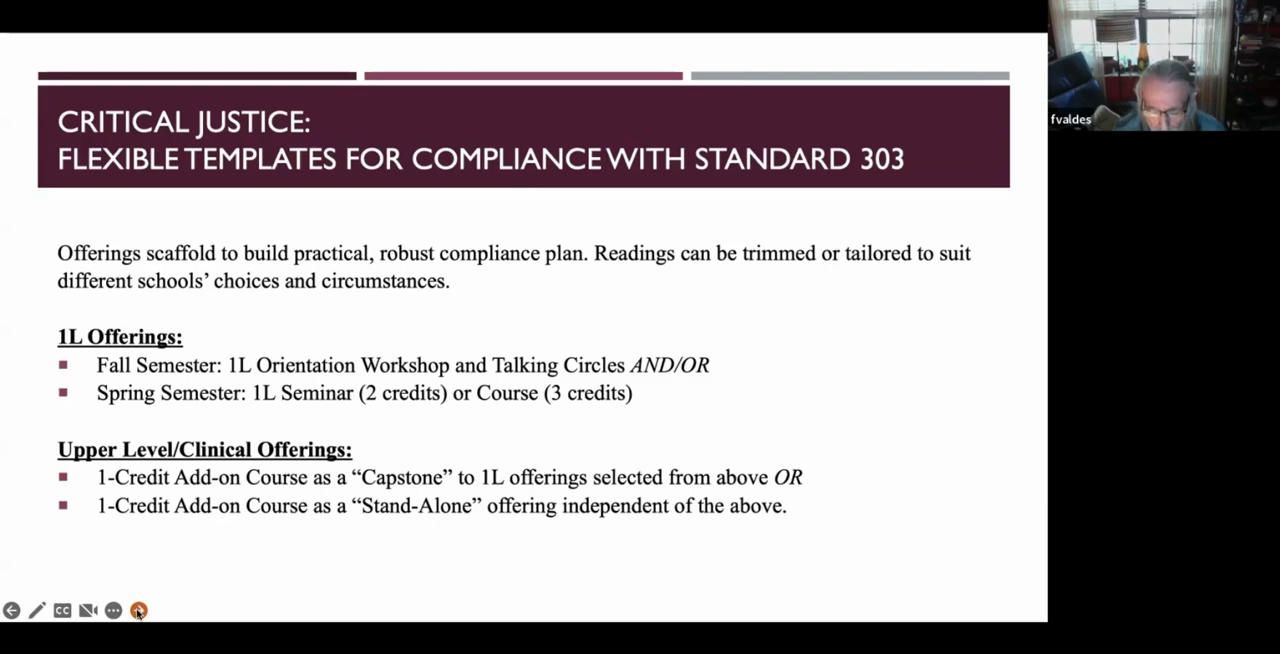 CRITICAL JUSTICE:
FLEXIBLE TEMPLATES FOR COMPLIANCE WITH STANDARD 303
fvaldes
Offerings scaffold to build practical, robust compliance plan. Readings can be trimmed or tailored to suit
different schools’ choices and circumstances.
1L Offerings:
Fall Semester: 1L Orientation Workshop and Talking Circles AND/OR
Spring Semester: 1L Seminar (2 credits) or Course (3 credits)
Upper Level/Clinical Offerings:
1-Credit Add-on Course as a “Capstone” to 1L offerings selected from above OR
1-Credit Add-on Course as a “Stand-Alone” offering independent of the above.
CC